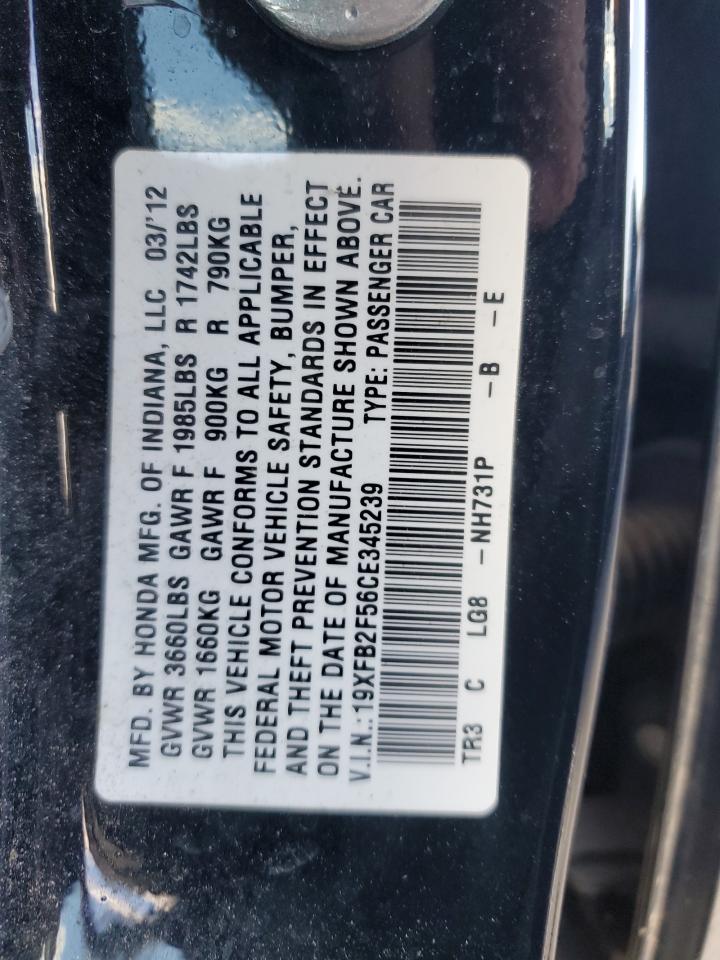 MFD. BY HONDA MFG. OF INDIANA, LLC 03/'12
GVWR 3660LBS GAWR F 1985LBS R 1742LBS
GVWR 1660KG GAWR F 900KG R 790KG
THIS VEHICLE CONFORMS TO ALL APPLICABLE
FEDERAL MOTOR VEHICLE SAFETY, BUMPER,
AND THEFT PREVENTION STANDARDS IN EFFECT
ON THE DATE OF MANUFACTURE SHOWN ABOVE.
V.I.N.:19XFB2F56CE345239 TYPE: PASSENGER CAR
TR3 C LG8 -NH731P -B -E